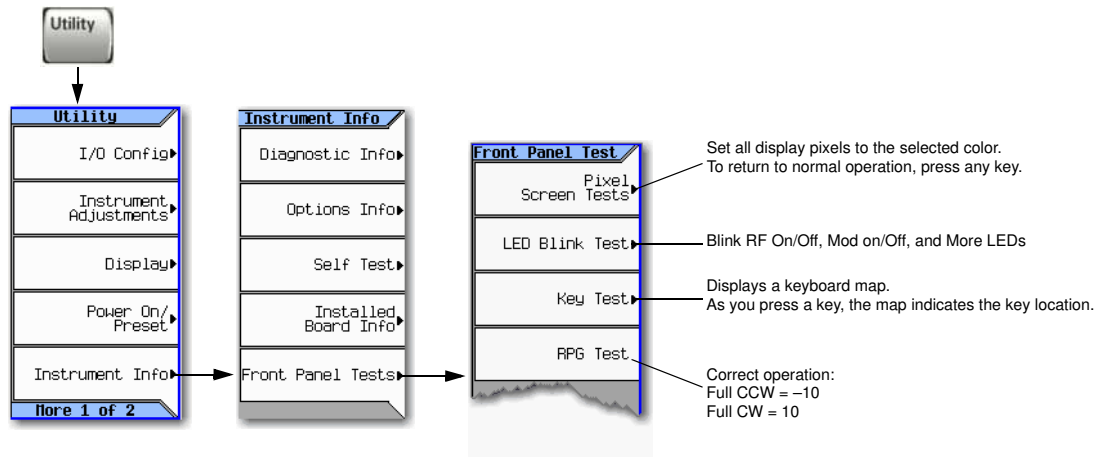 Utility
Utility
I/O Config
Instrument
Adjustments
Display
Power On/
Preset
Instrument Info
More 1 of 2
Instrument Info
Diagnostic Info
Options Info
Self Test
Installed
Board Info
Front Panel Tests
Front Panel Test
Pixel
Screen Tests
LED Blink Test
Key Test
RPG Test
Set all display pixels to the selected color.
To return to normal operation, press any key.
Blink RF On/Off, Mod on/Off, and More LEDs
Displays a keyboard map.
As you press a key, the map indicates the key location.
Correct operation:
Full CCW = –10
Full CW = 10